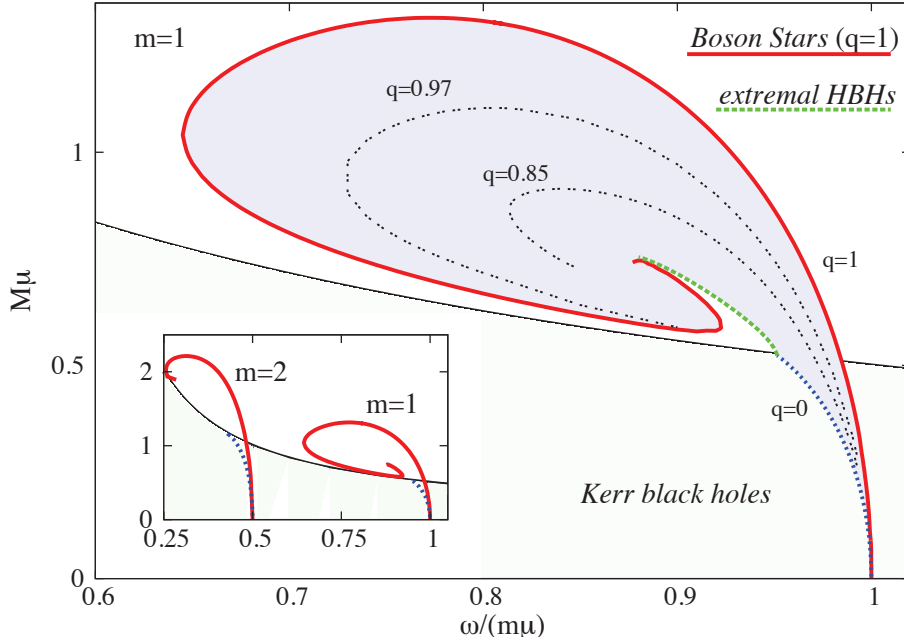 m=1
Boson Stars (q=1)
extremal HBHs
q=0.97
q=0.85
q=1
q=0
Kerr black holes
Mμ
1
0.5
0
0.6
0.7
0.8
0.9
1
ω/(mμ)
m=2
m=1
2
1
0
0.25
0.5
0.75
1